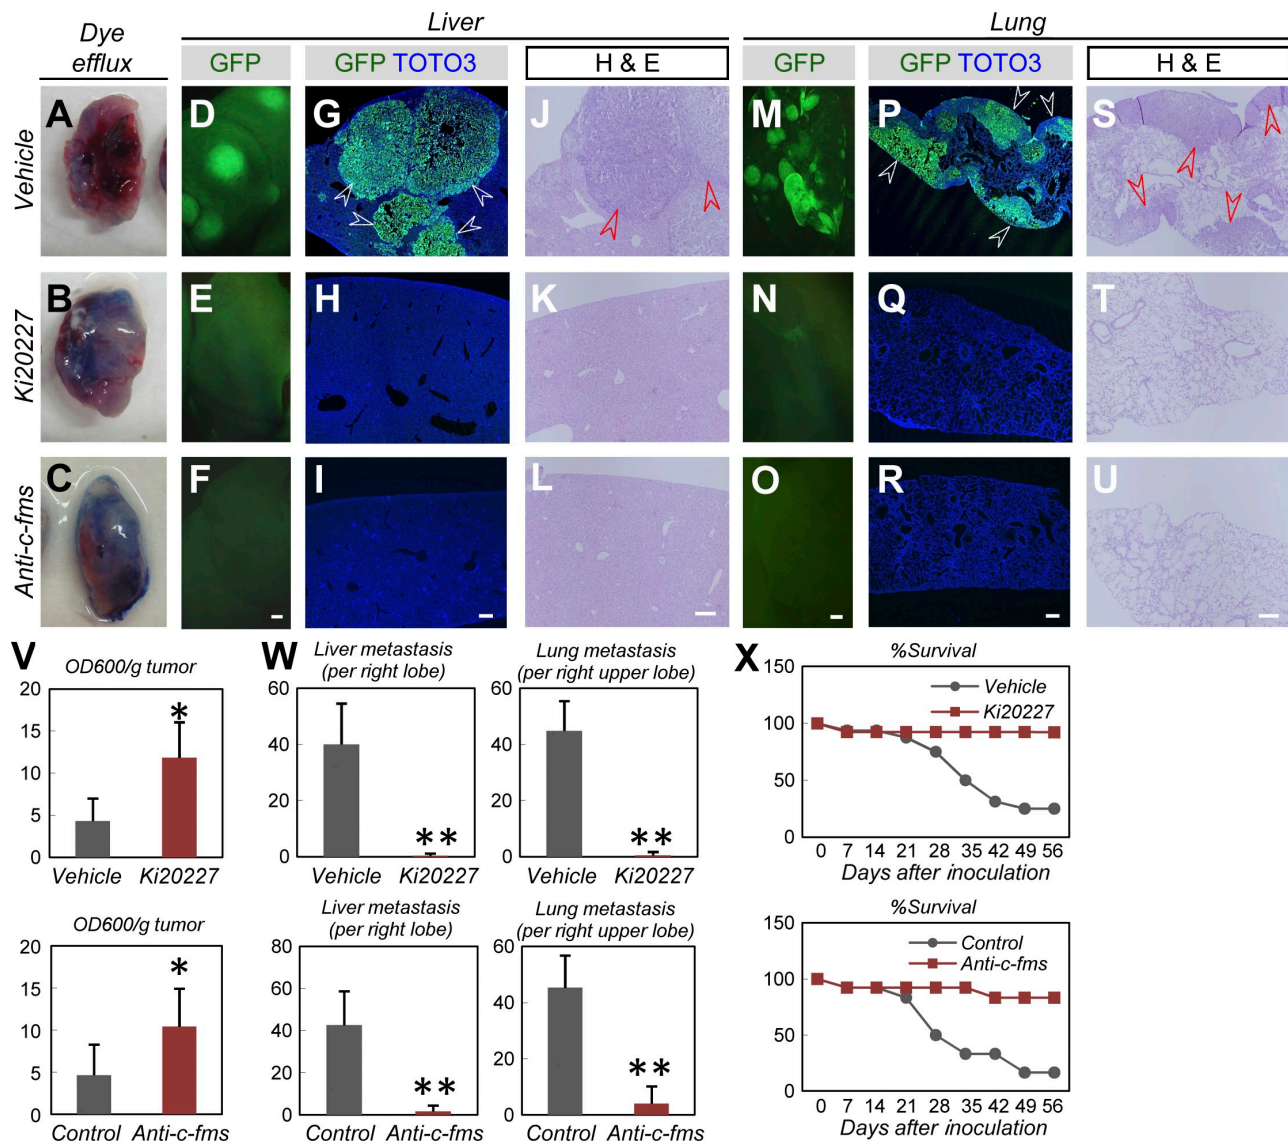 Liver
Lung
Dye
efflux
GFP
GFP TOTO3
H & E
GFP
GFP TOTO3
H & E
Vehicle
A
D
G
J
M
P
S
Ki20227
B
E
H
K
N
Q
T
Anti-c-fms
C
F
I
L
O
R
U
V
OD600/g tumor
20
15
10
5
0
*
Vehicle
Ki20227
W
Liver metastasis
(per right lobe)
60
40
20
0
**
Vehicle
Ki20227
Lung metastasis
(per right upper lobe)
60
40
20
0
**
Vehicle
Ki20227
X
%Survival
150
100
50
0
Vehicle
Ki20227
0 7 14 21 28 35 42 49 56
Days after inoculation
OD600/g tumor
20
15
10
5
0
*
Control
Anti-c-fms
Liver metastasis
(per right lobe)
80
60
40
20
0
**
Control
Anti-c-fms
Lung metastasis
(per right upper lobe)
60
40
20
0
**
Control
Anti-c-fms
%Survival
150
100
50
0
Control
Anti-c-fms
0 7 14 21 28 35 42 49 56
Days after inoculation